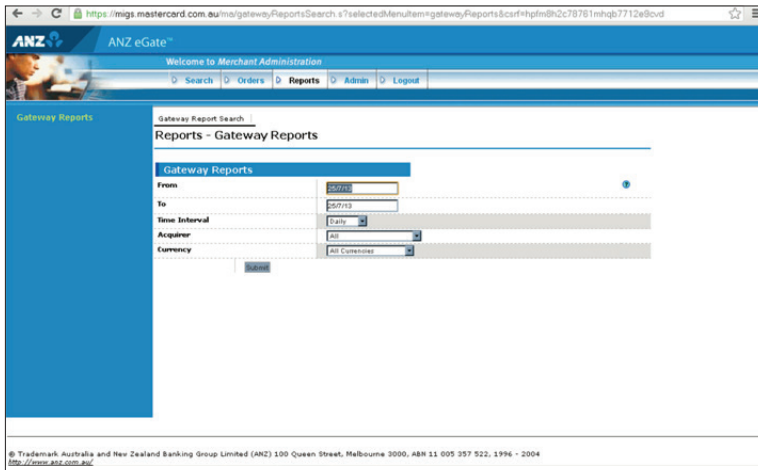 https://migs.mastercard.com.au/ma/gatewayReportsSearch.s?selectedMenuItem=gatewayReports&csrf=hpfm8h2c78761mhqb7712e9cvd
ANZ
ANZ eGate™
Welcome to Merchant Administration
Search Orders Reports Admin Logout
Gateway Reports
Gateway Report Search
Reports - Gateway Reports
Gateway Reports
From 25/7/13
To 25/7/13
Time Interval Daily
Acquirer All
Currency All Currencies
Submit
® Trademark Australia and New Zealand Banking Group Limited (ANZ) 100 Queen Street, Melbourne 3000, ABN 11 005 357 522, 1996 - 2004
http://www.anz.com.au/